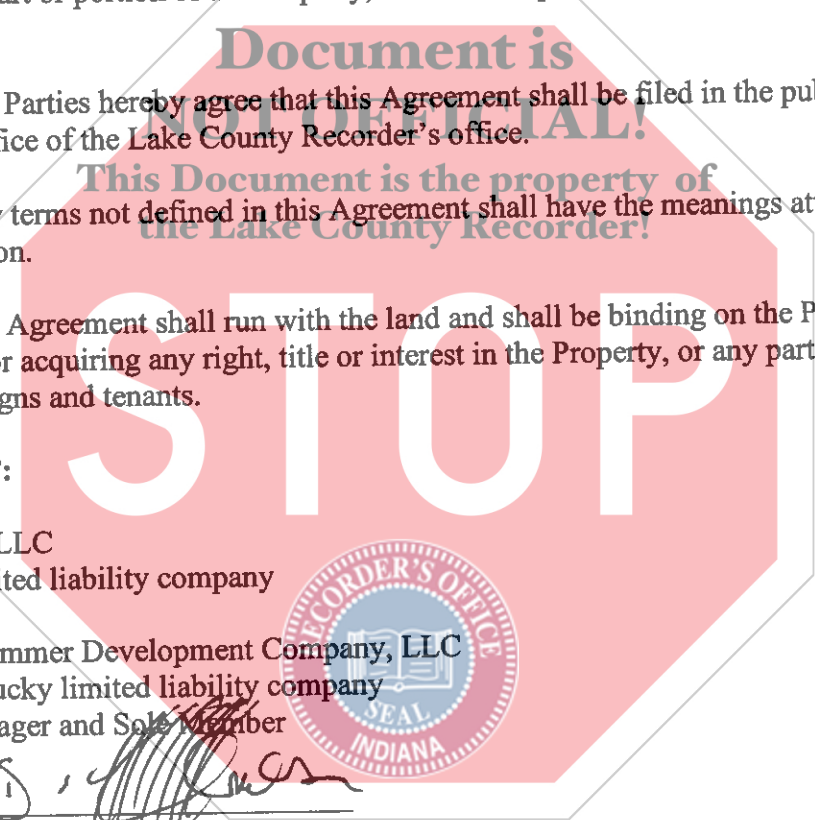 Document is
Parties hereby agree that this Agreement shall be filed in the pu
NOT OFFICIAL!
fice of the Lake County Recorder's office.
This Document is the property of
terms not defined in this Agreement shall have the meanings at
the Lake County Recorder!
on.
Agreement shall run with the land and shall be binding on the P
or acquiring any right, title or interest in the Property, or any part
gns and tenants.
STOP
LLC
ted liability company
RECORDER'S OFFICE
mmer Development Company, LLC
ucky limited liability company
ager and Sole Member
SEAL
INDIANA